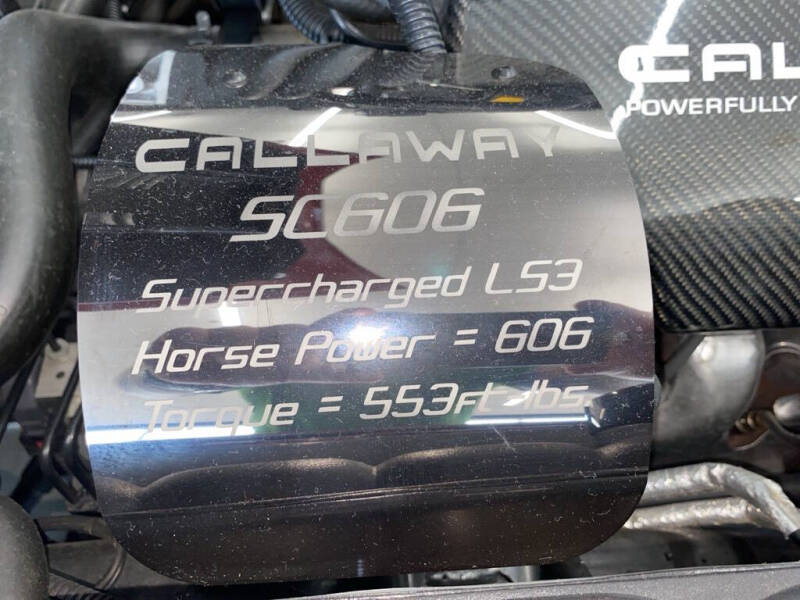 CALLAWAY
SC606
Supercharged LS3
Horse Power = 606
Torque = 553ft-lbs.
CAL
POWERFULLY